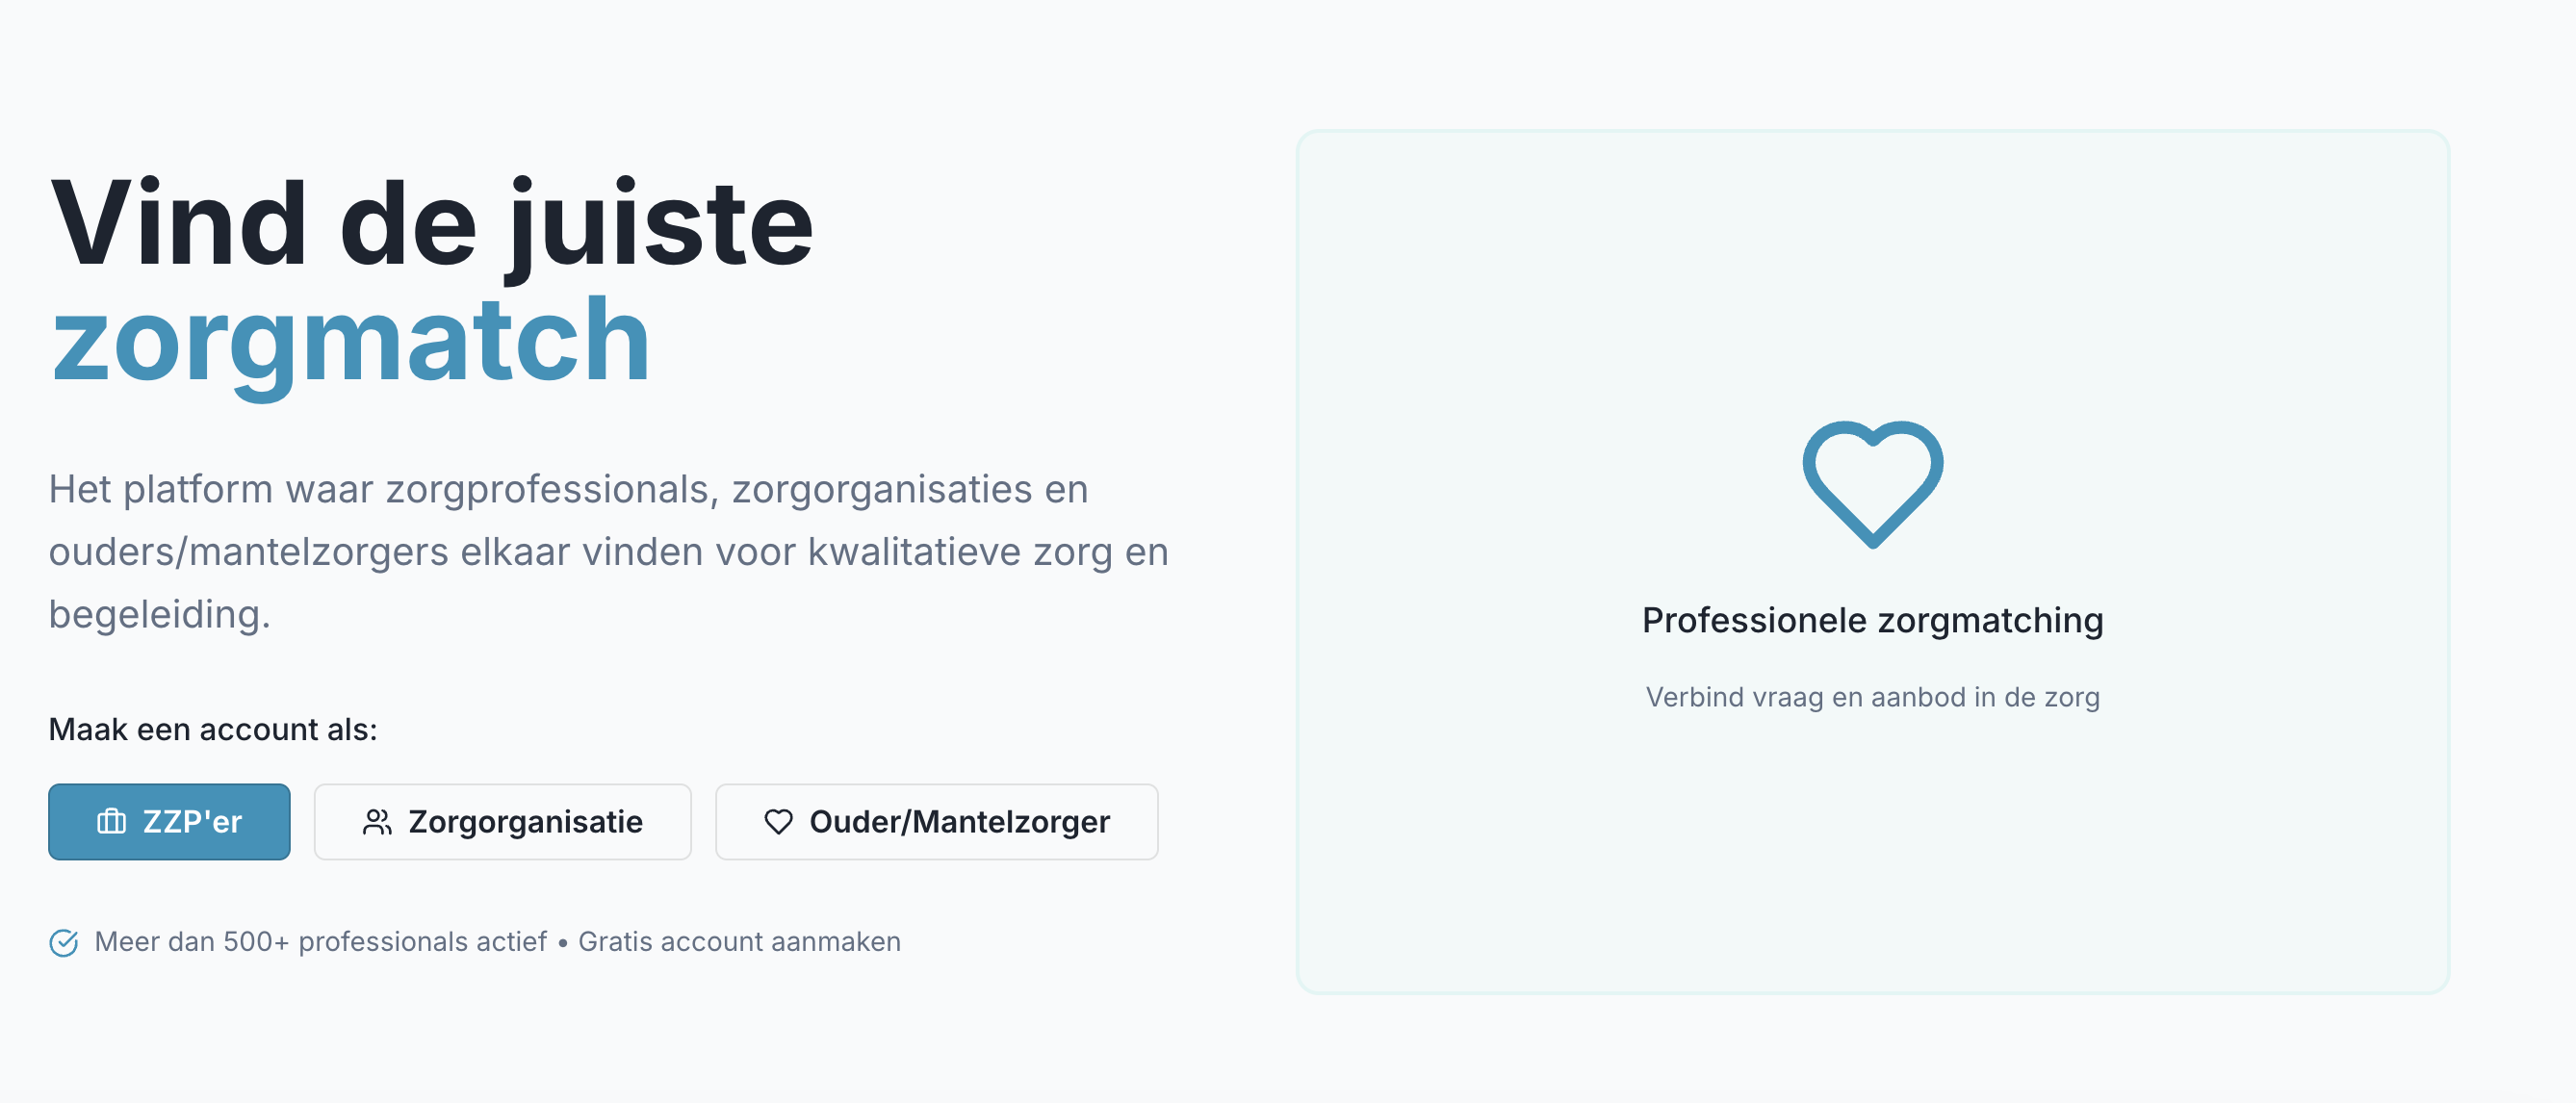 Vind de juiste
zorgmatch
Het platform waar zorgprofessionals, zorgorganisaties en
ouders/mantelzorgers elkaar vinden voor kwalitatieve zorg en
begeleiding.
Maak een account als:
ZZP'er
Zorgorganisatie
Ouder/Mantelzorger
Meer dan 500+ professionals actief • Gratis account aanmaken
Professionele zorgmatching
Verbind vraag en aanbod in de zorg